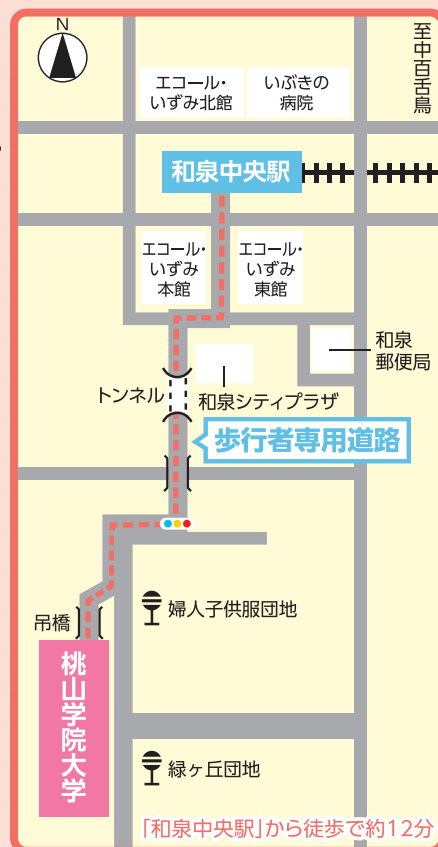 N
至中百舌鳥
エコール・
いずみ北館
いぶきの
病院
和泉中央駅
エコール・
いずみ
本館
エコール・
いずみ
東館
和泉
郵便局
トンネル
和泉シティプラザ
歩行者専用道路
婦人子供服団地
吊橋
桃山学院大学
緑ヶ丘団地
「和泉中央駅」から徒歩で約12分